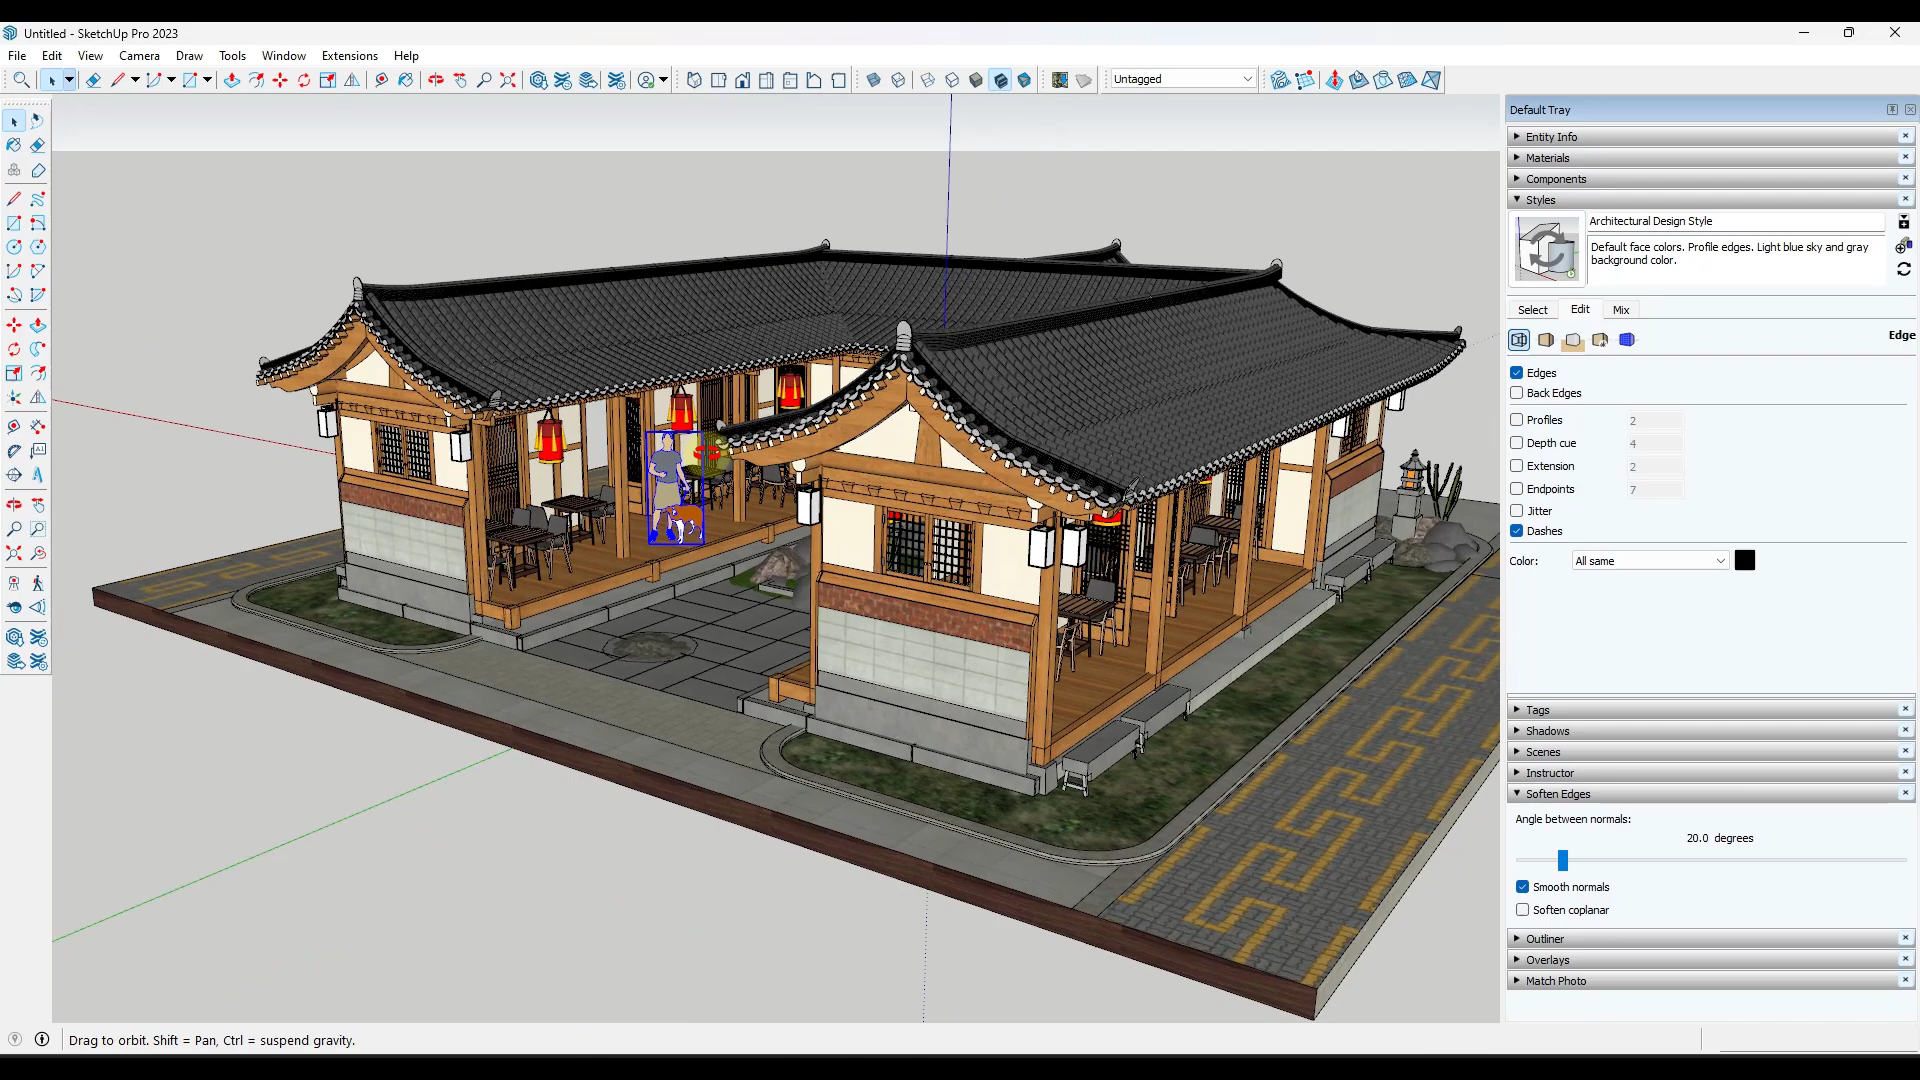 Untitled - SketchUp Pro 2023
File Edit View Camera Draw Tools Window Extensions Help
Untagged
Default Tray
Entity Info
Materials
Components
Styles
Architectural Design Style
Default face colors. Profile edges. Light blue sky and gray
background color.
Select Edit Mix
Edge
Edges
Back Edges
Profiles 2
Depth cue 4
Extension 2
Endpoints 7
Jitter
Dashes
Color: All same
Tags
Shadows
Scenes
Instructor
Soften Edges
Angle between normals:
20.0 degrees
Smooth normals
Soften coplanar
Outliner
Overlays
Match Photo
Drag to orbit. Shift = Pan, Ctrl = suspend gravity.